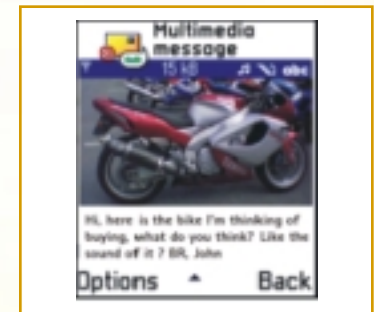 Multimedia
message
15 kB abc
Hi, here is the bike I'm thinking of
buying, what do you think? Like the
sound of it ? BR, John
Options Back